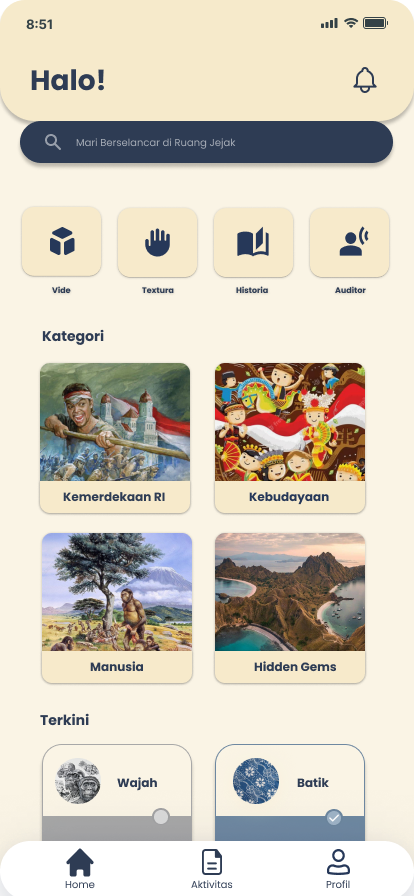 8:51
Halo!
Mari Berselancar di Ruang Jejak
Vide
Textura
Historia
Auditor
Kategori
Kemerdekaan RI
Kebudayaan
Manusia
Hidden Gems
Terkini
Wajah
Batik
Home
Aktivitas
Profil